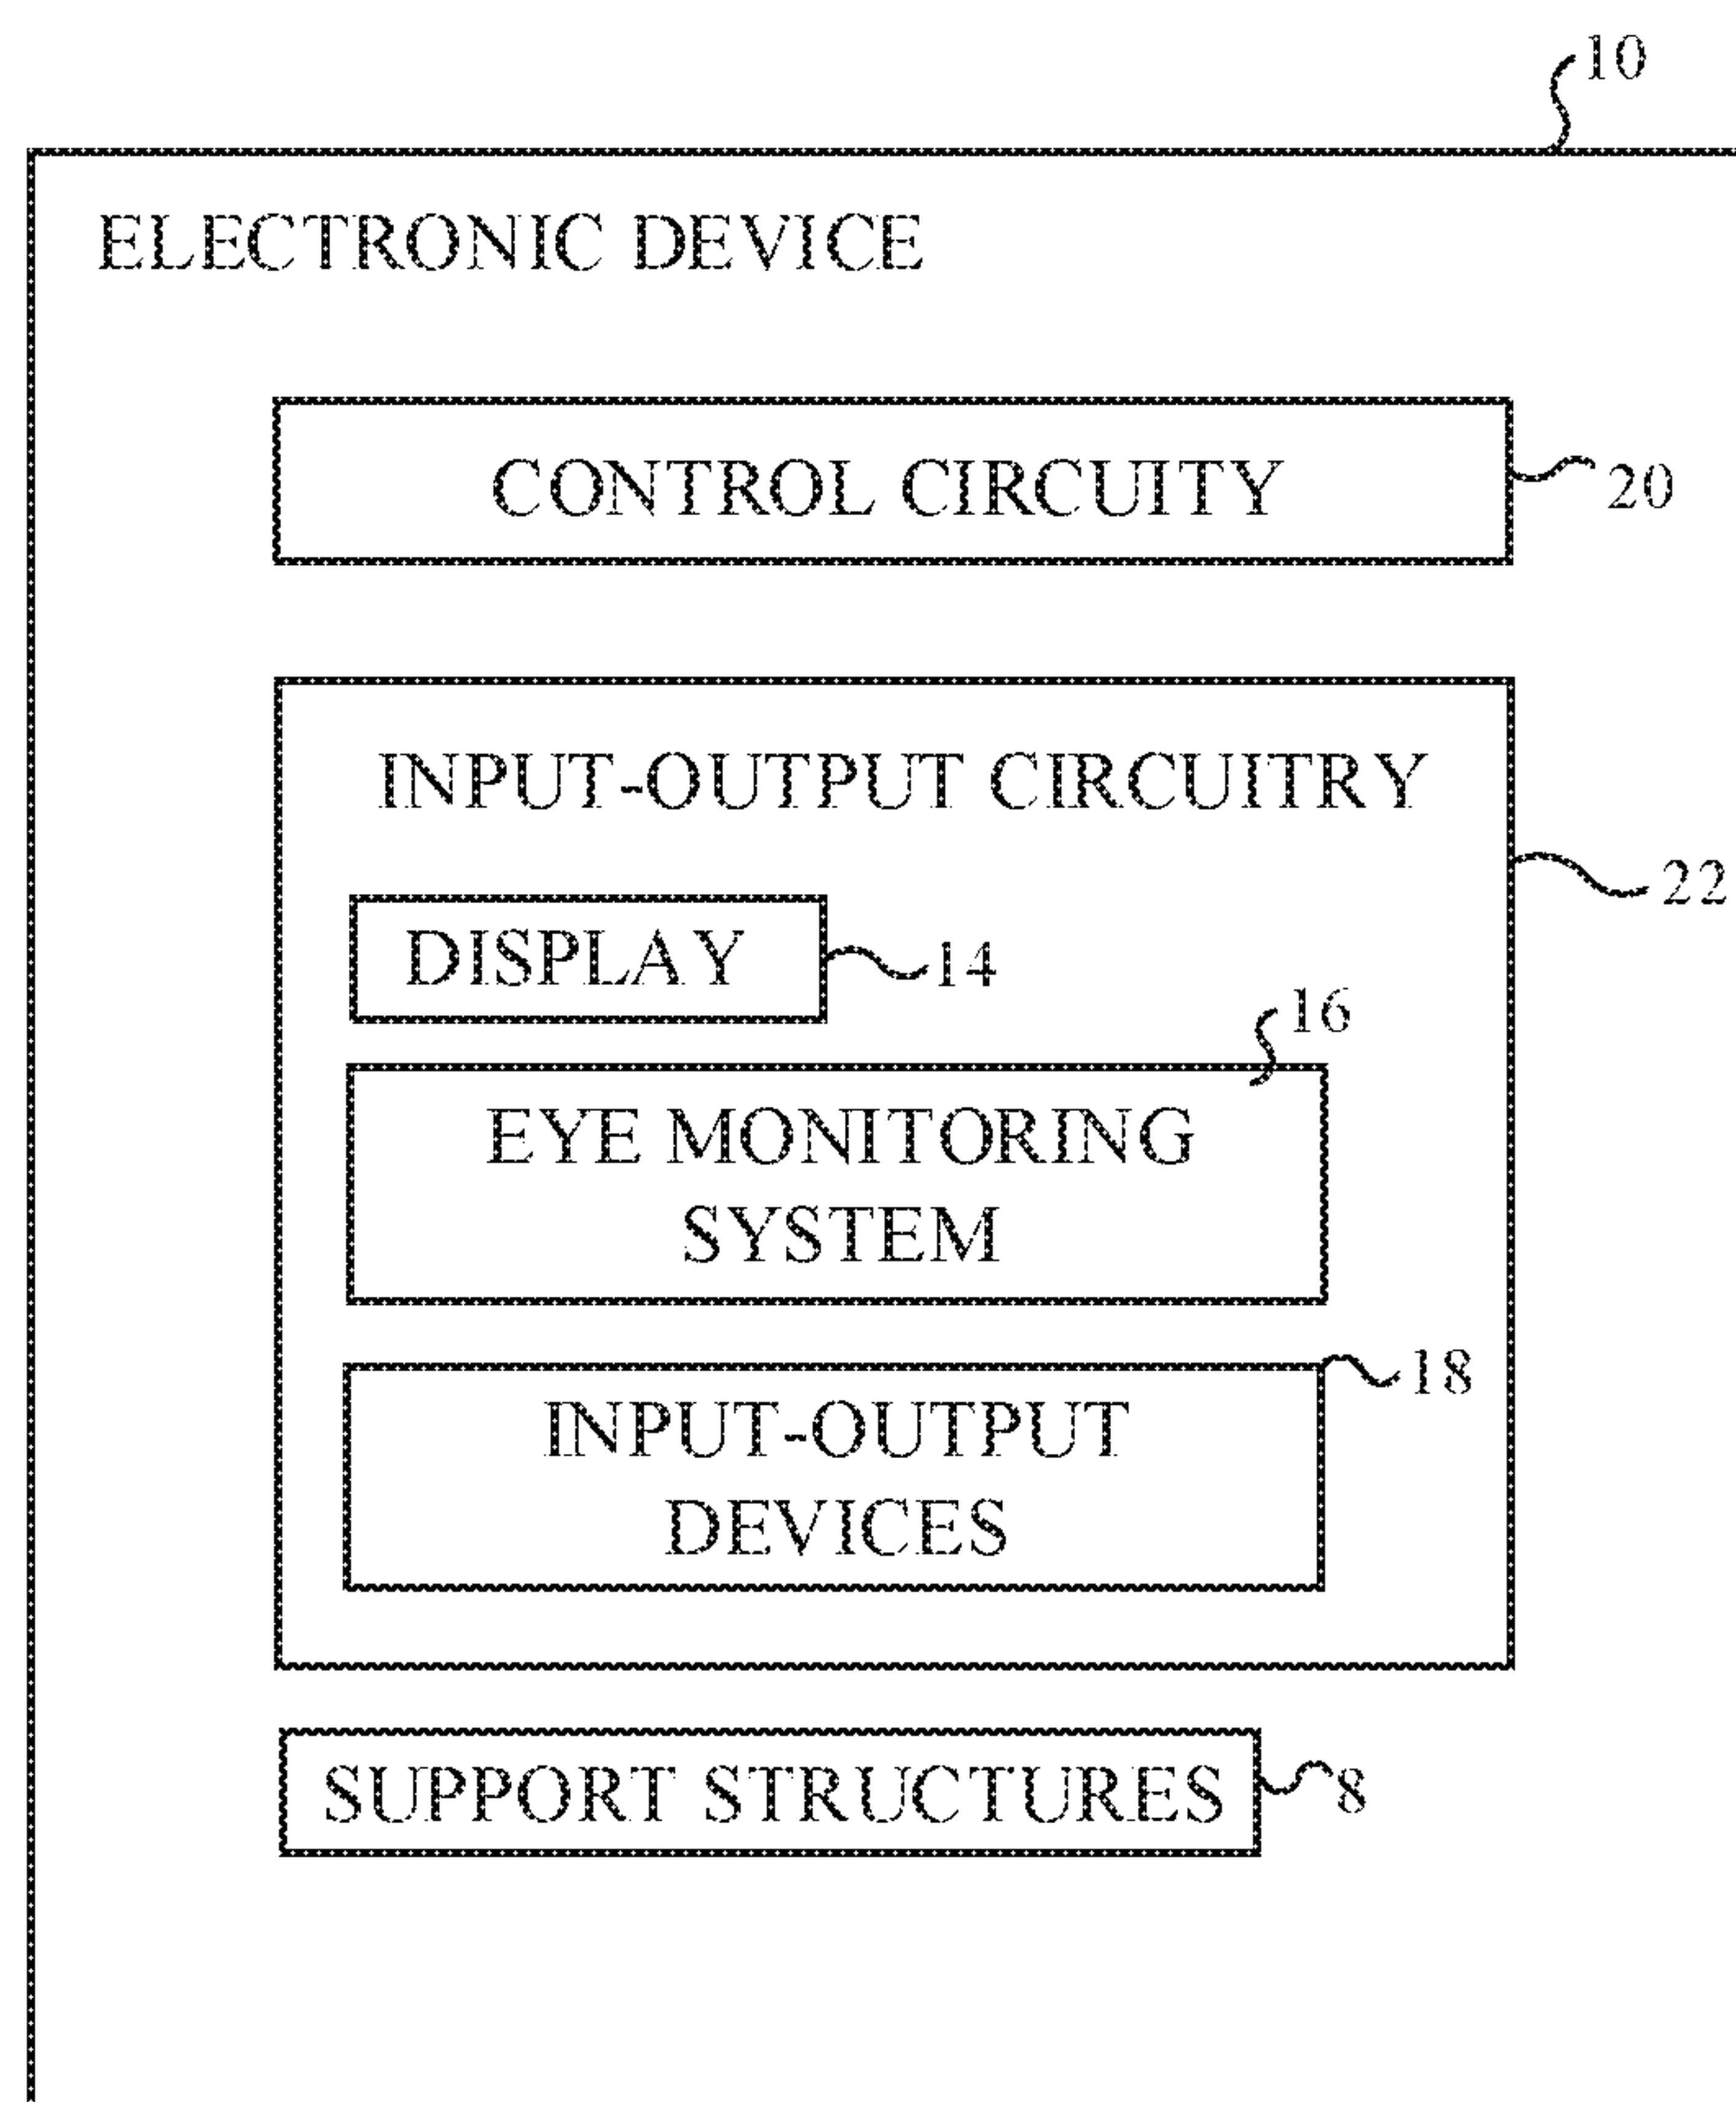 10
ELECTRONIC DEVICE
CONTROL CIRCUITY
20
INPUT-OUTPUT CIRCUITRY
22
DISPLAY
14
16
EYE MONITORING
SYSTEM
18
INPUT-OUTPUT
DEVICES
SUPPORT STRUCTURES
8